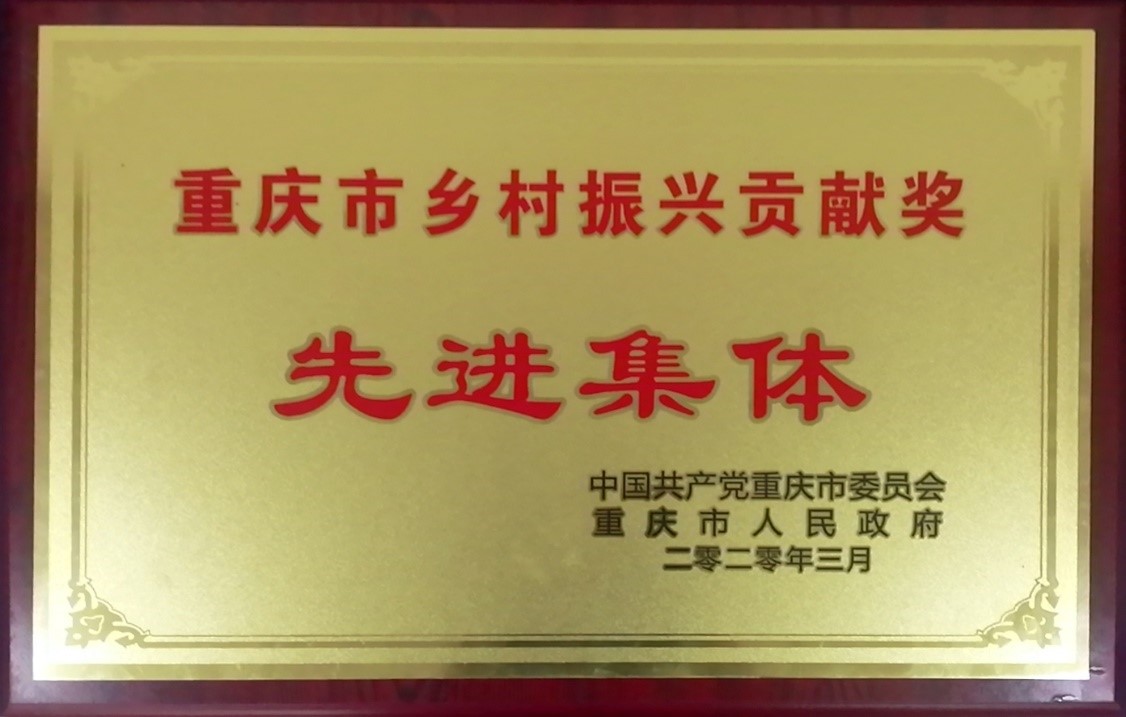 重庆市乡村振兴贡献奖
先进集体
中国共产党重庆市委员会
重庆市人民政府
二零二零年三月